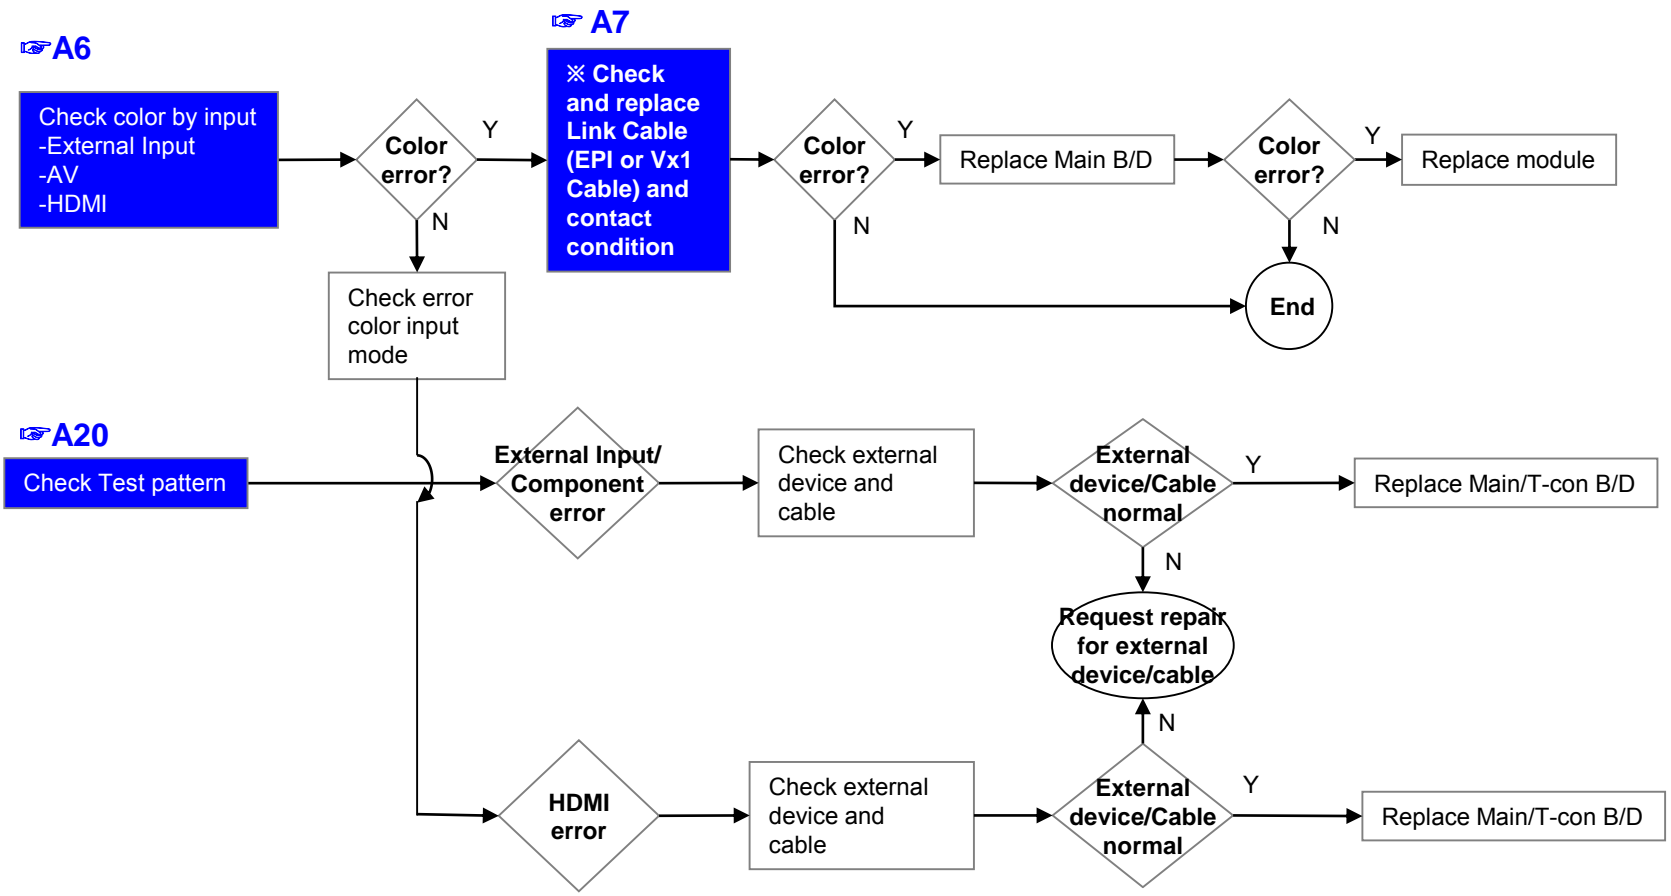 ☞ A7
☞A6
Check color by input
-External Input
-AV
-HDMI
Color
error?
Y
N
※ Check
and replace
Link Cable
(EPI or Vx1
Cable) and
contact
condition
Color
error?
Y
N
Replace Main B/D
Color
error?
Y
N
Replace module
End
Check error
color input
mode
☞A20
Check Test pattern
External Input/
Component
error
Check external
device and
cable
External
device/Cable
normal
Y
N
Replace Main/T-con B/D
Request repair
for external
device/cable
N
HDMI
error
Check external
device and
cable
External
device/Cable
normal
Y
Replace Main/T-con B/D